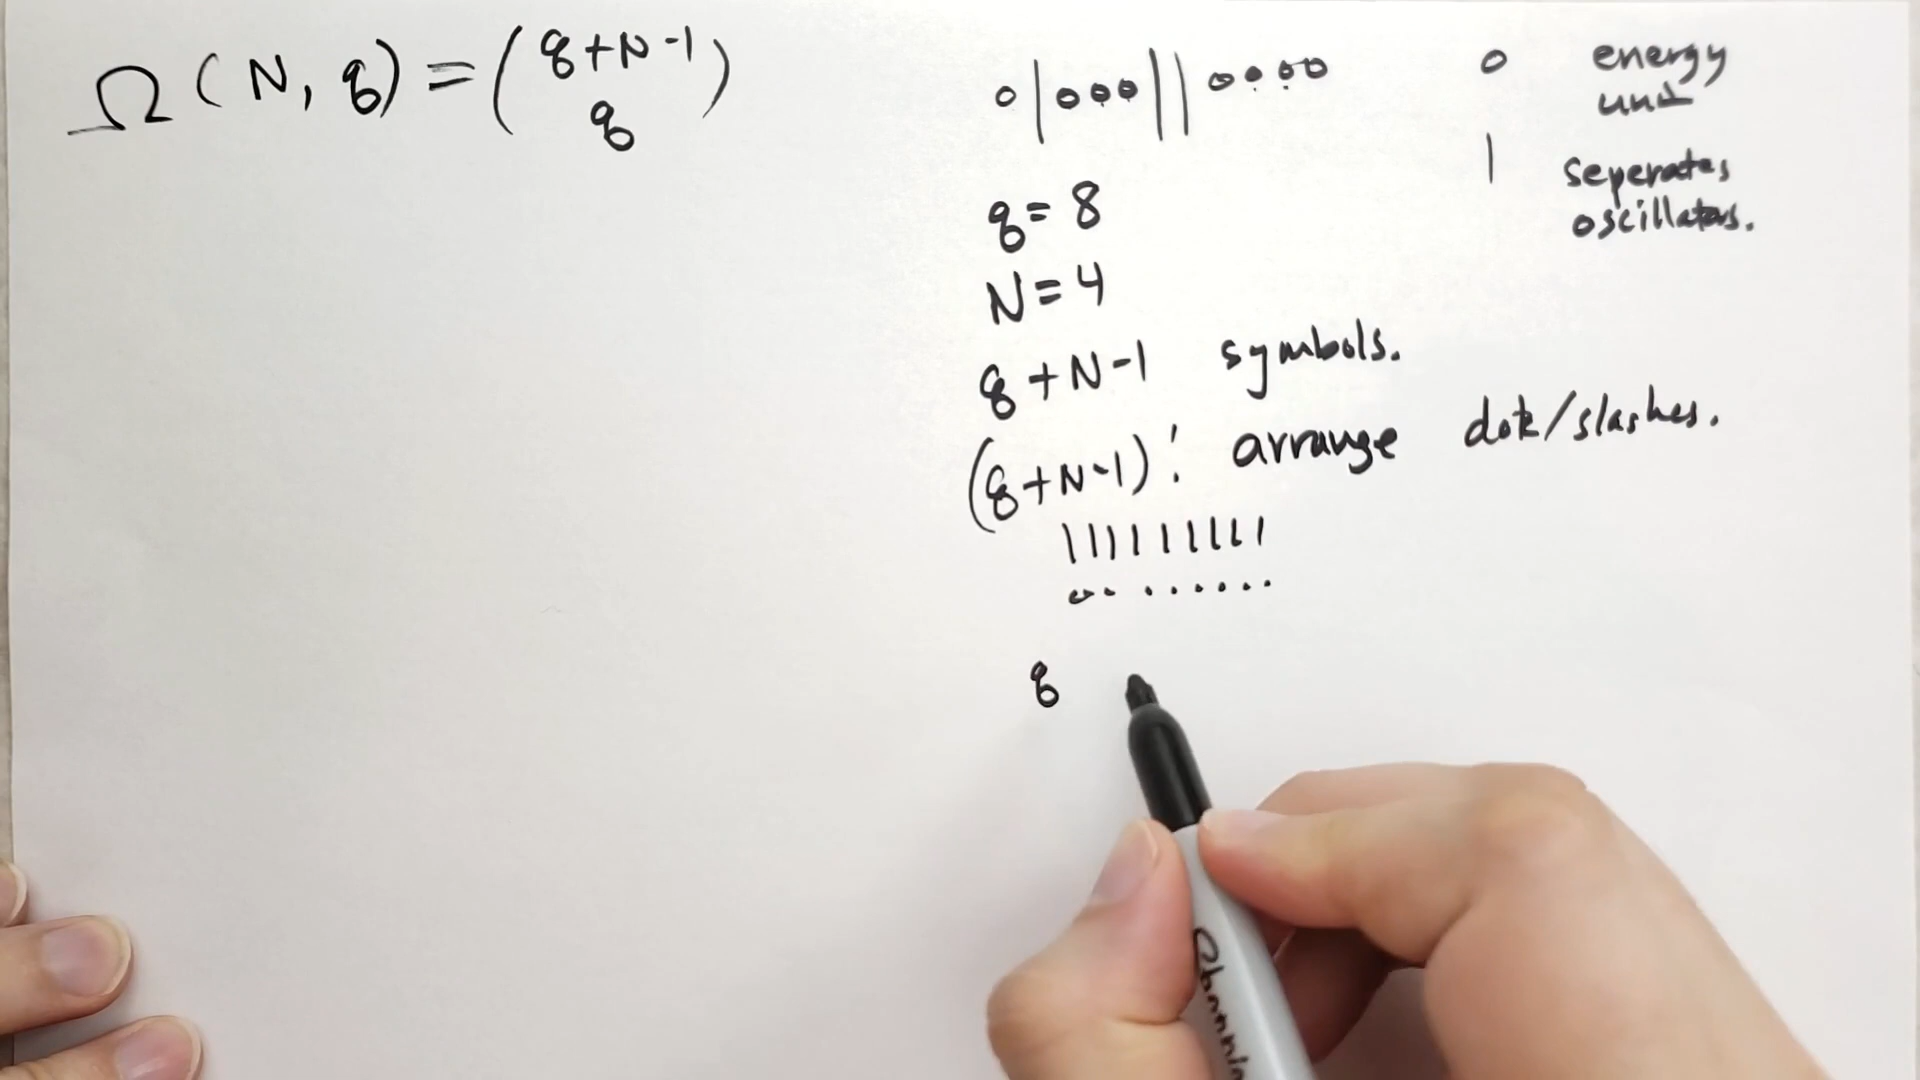 Ω(N, q) = (q+N-1 q)
o|ooo||oooo
q = 8
N = 4
q+N-1 symbols.
(q+N-1)! arrange dots/slashes.
||||||||||
.. . . . . . .
q
o energy unit
| seperates oscillators.